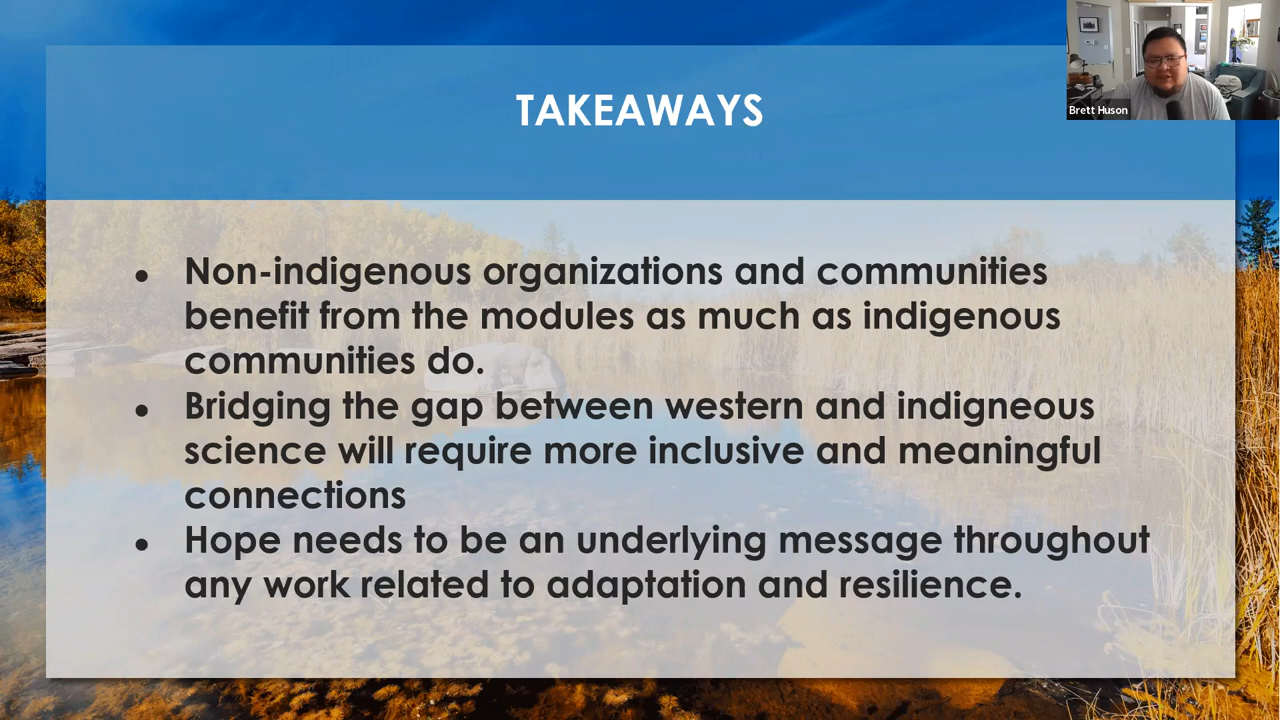 TAKEAWAYS
Brett Huson
● Non-indigenous organizations and communities
benefit from the modules as much as indigenous
communities do.
● Bridging the gap between western and indigneous
science will require more inclusive and meaningful
connections
● Hope needs to be an underlying message throughout
any work related to adaptation and resilience.